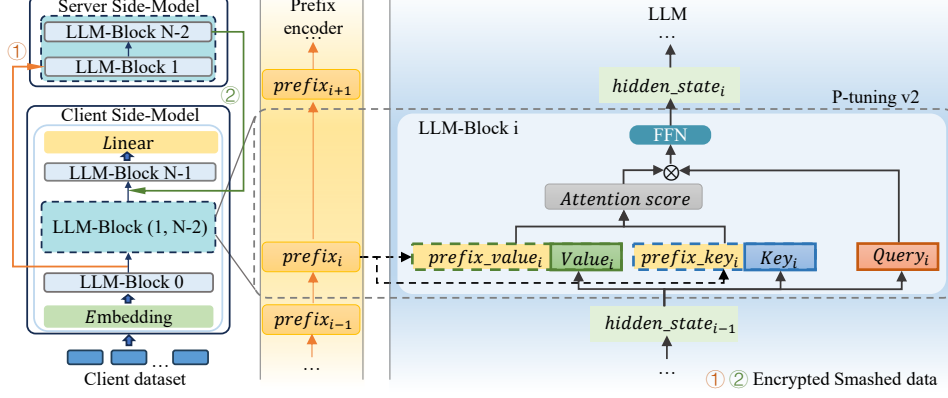 Server Side-Model
LLM-Block N-2
LLM-Block 1
①
②
Client Side-Model
Linear
LLM-Block N-1
LLM-Block (1, N-2)
LLM-Block 0
Embedding
...
Client dataset
Prefix
encoder
...
prefix_{i+1}
prefix_i
prefix_{i-1}
...
LLM
...
hidden_state_i
P-tuning v2
LLM-Block i
FFN
⊗
Attention score
prefix_value_i Value_i prefix_key_i Key_i Query_i
hidden_state_{i-1}
...
① ② Encrypted Smashed data